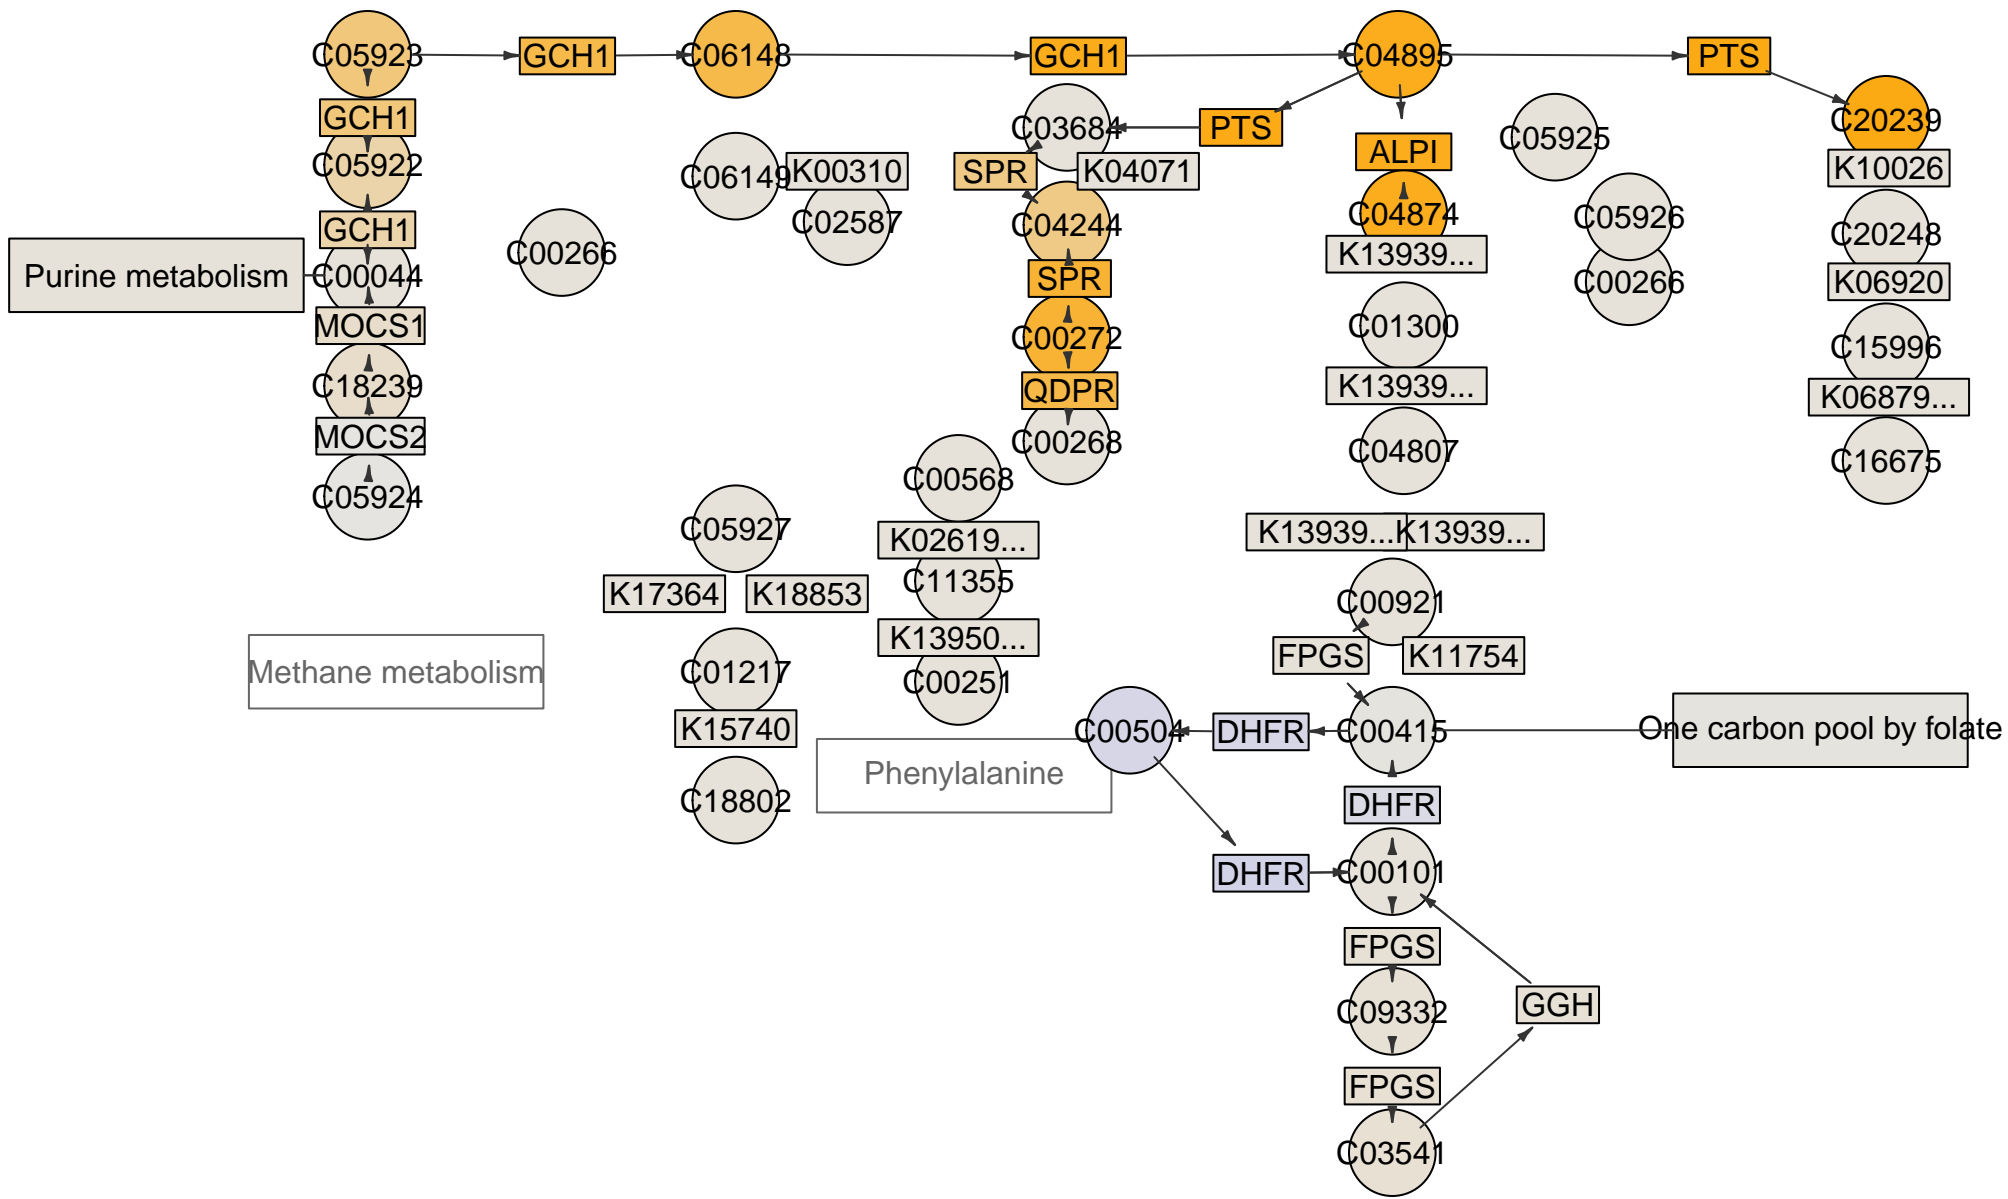 C05923
GCH1
C06148
GCH1
C04895
PTS
C20239
GCH1
C03684
PTS
ALPI
C05925
C05922
C06149
K00310
SPR
K04071
K10026
GCH1
C02587
C04244
C04874
C05926
C20248
C00266
K13939...
Purine metabolism
C00044
SPR
C00266
K06920
MOCS1
C00272
C01300
C15996
C18239
QDPR
K13939...
K06879...
MOCS2
C00268
C04807
C16675
C05924
C00568
C05927
K02619...
K13939...
K13939...
K17364
K18853
C11355
C00921
K13950...
FPGS
K11754
Methane metabolism
C01217
C00251
K15740
C00504
DHFR
C00415
One carbon pool by folate
Phenylalanine
C18802
DHFR
DHFR
C00101
FPGS
C09332
GGH
FPGS
C03541